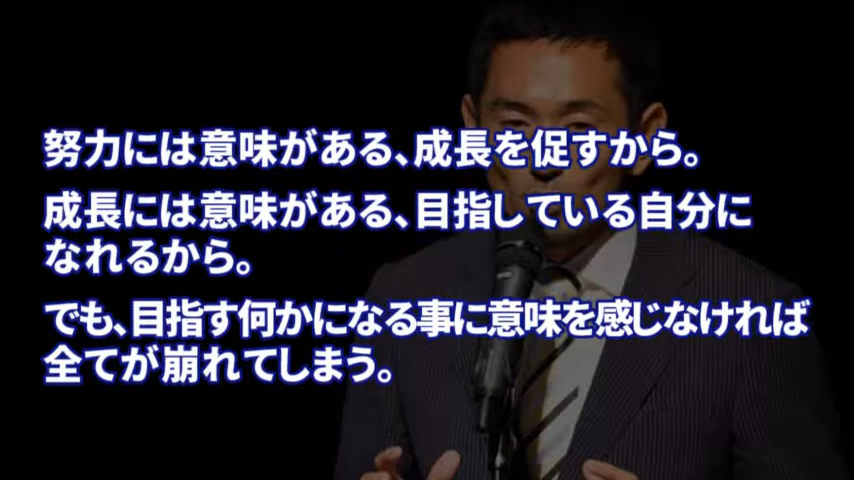 努力には意味がある、成長を促すから。
成長には意味がある、目指している自分に
なれるから。
でも、目指す何かになる事に意味を感じなければ
全てが崩れてしまう。